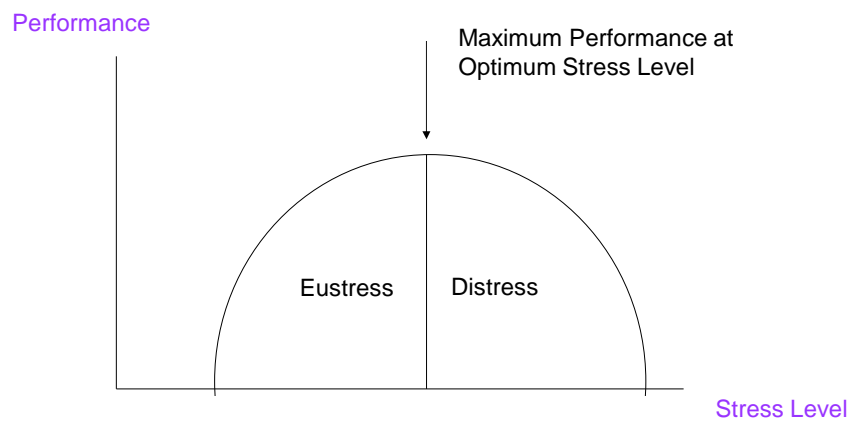 Performance
Maximum Performance at
Optimum Stress Level
Eustress
Distress
Stress Level